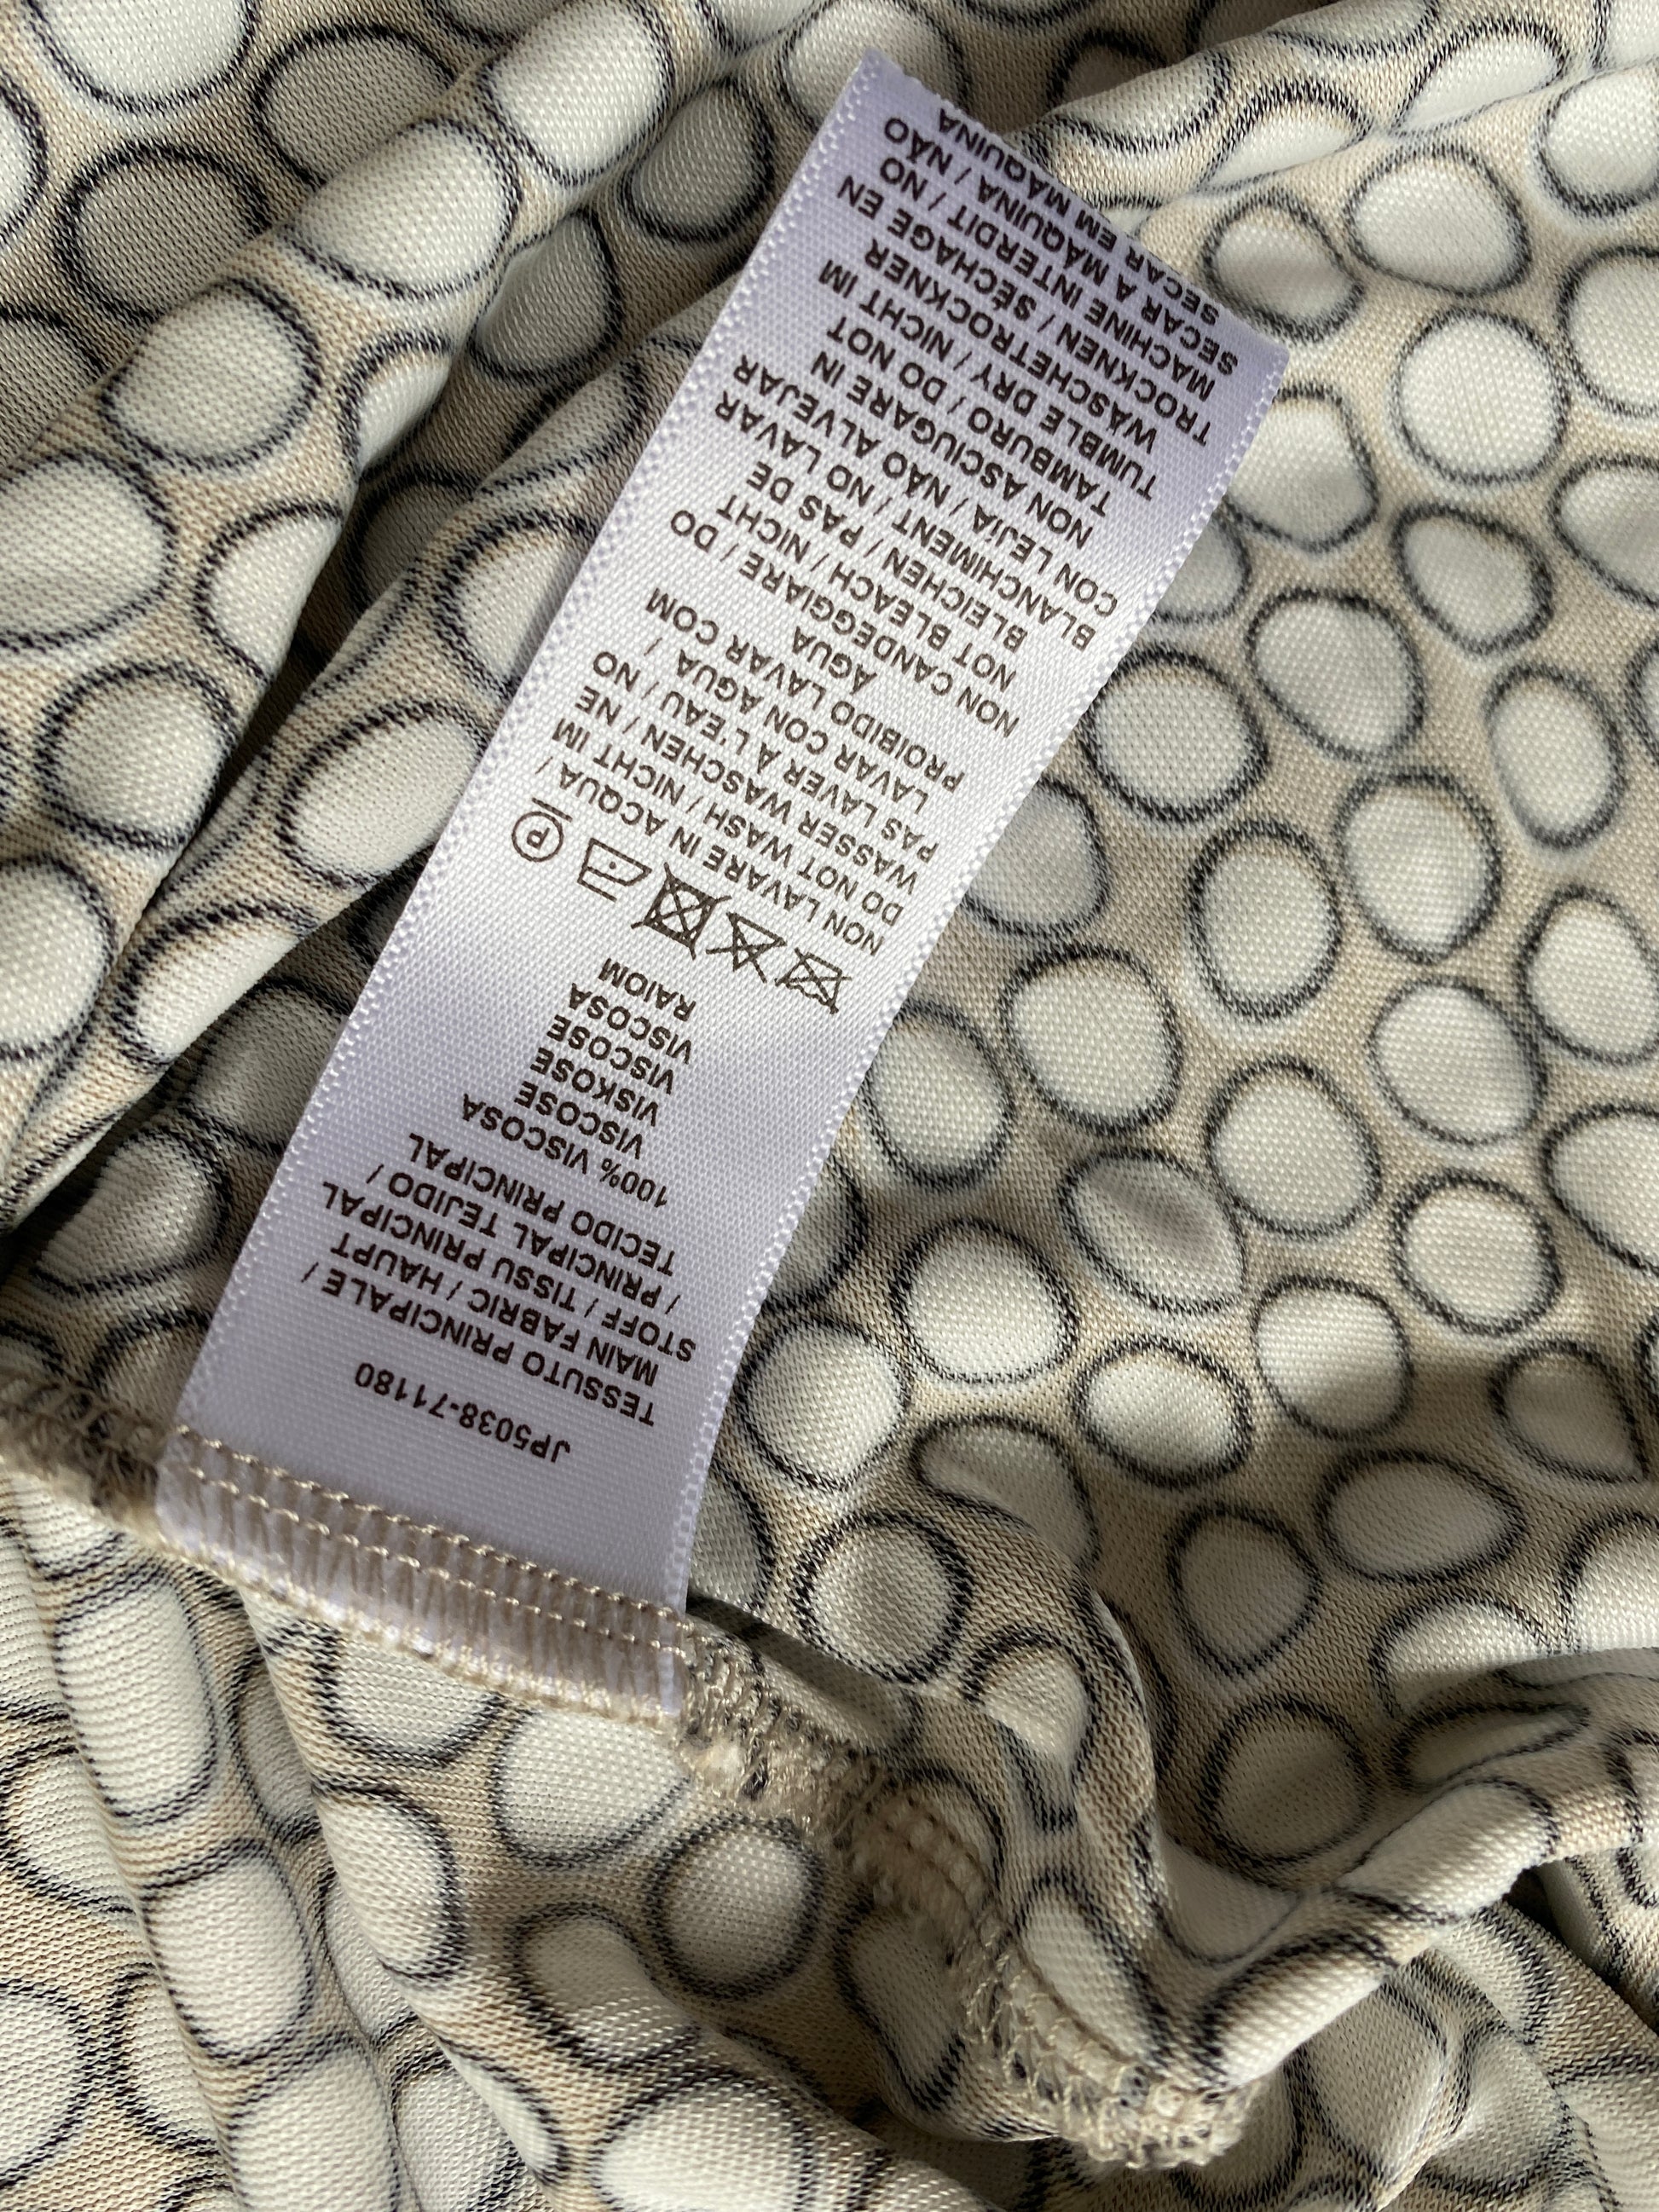 JP5038-71180
TESSUTO PRINCIPALE /
MAIN FABRIC / HAUPT
STOFF / TISSU PRINCIPAL
/ PRINCIPAL TEJIDO /
TECIDO PRINCIPAL
100% VISCOSA
VISCOSE
VISKOSE
VISCOSE
VISCOSA
RAIOM
P
NON LAVARE IN ACQUA /
DO NOT WASH / NICHT IM
WASSER WASCHEN / NE
PAS LAVER À L'EAU / NO
LAVAR CON AGUA /
PROIBIDO LAVAR COM
ÁGUA
NON CANDEGGIARE / DO
NOT BLEACH / NICHT
BLEICHEN / PAS DE
BLANCHIMENT / NO LAVAR
CON LEJÍA / NÃO ALVEJAR
NON ASCIUGARE IN
TAMBURO / DO NOT
TUMBLE DRY / NICHT IM
WÄSCHETROCKNER
TROCKNEN / SÉCHAGE EN
MACHINE INTERDIT / NO
SECAR A MÁQUINA / NÃO
SECAR EM MÁQUINA